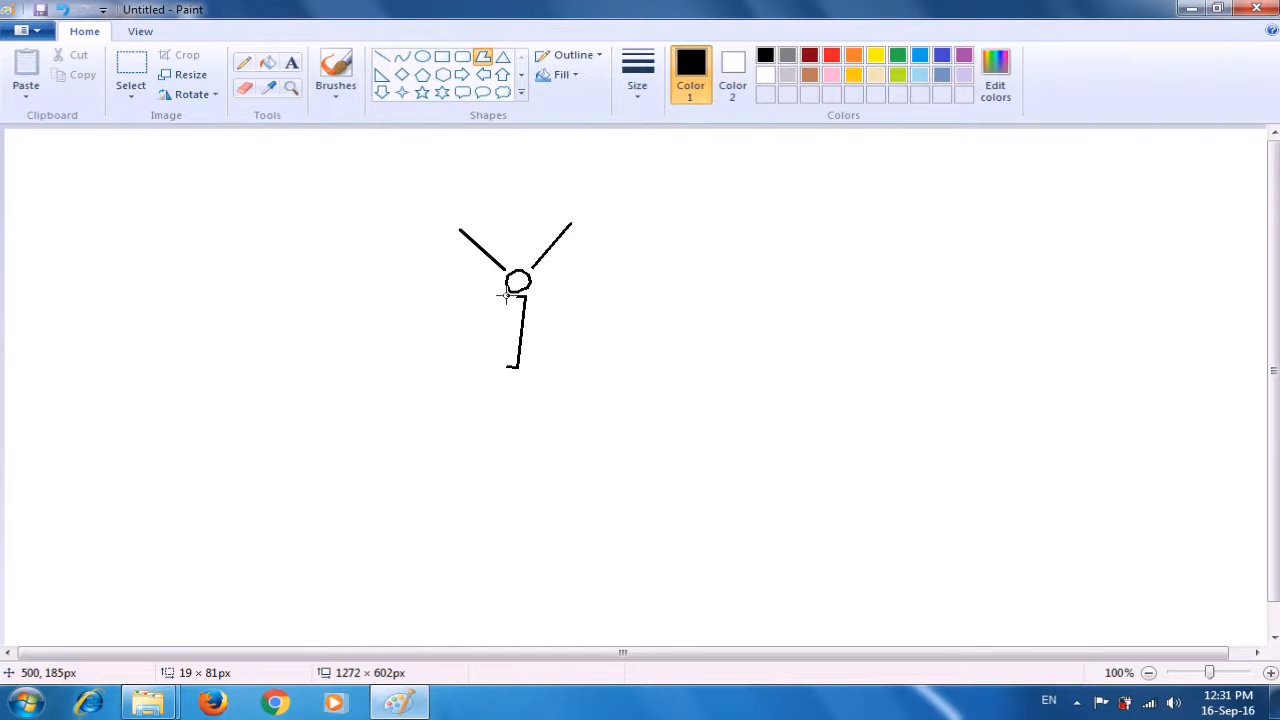 Untitled - Paint
Home
View
Paste
Cut
Copy
Clipboard
Select
Crop
Resize
Rotate
Image
Tools
Brushes
Shapes
Outline
Fill
Size
Color 1
Color 2
Edit colors
Colors
500, 185px
19 × 81px
1272 × 602px
100%
EN
12:31 PM
16-Sep-16